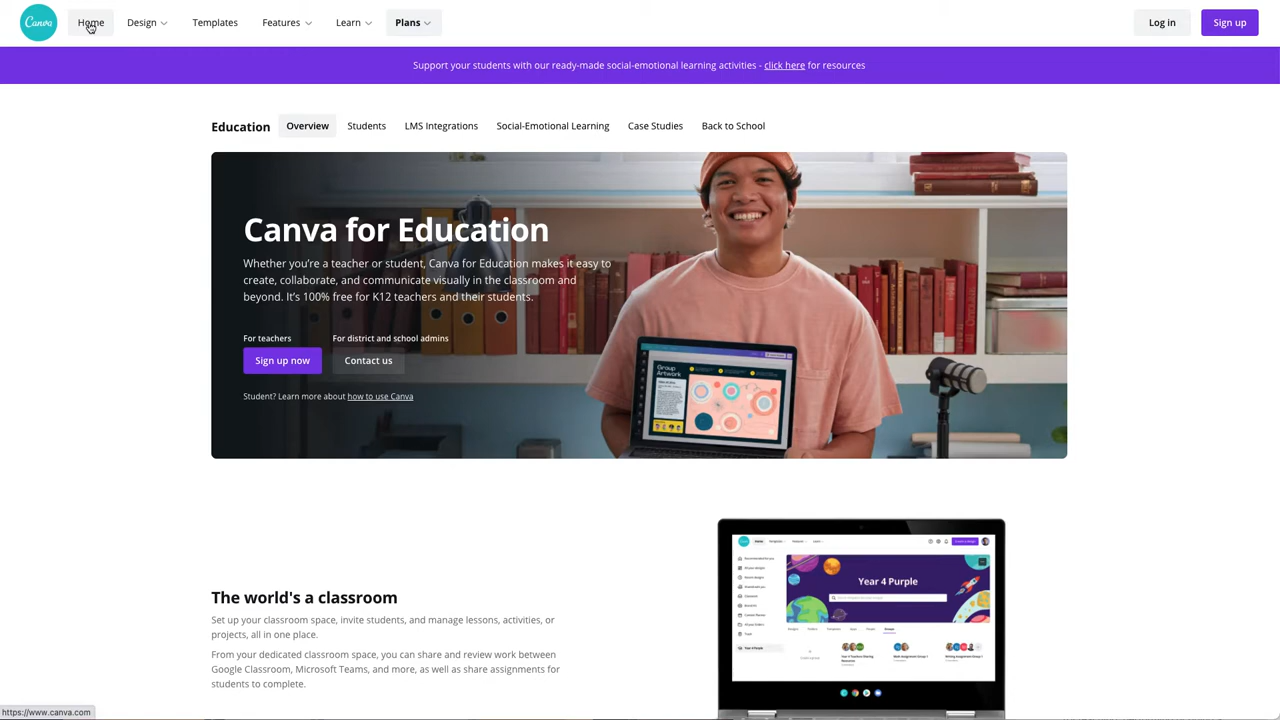 Canva Home Design Templates Features Learn Plans Log in Sign up
Support your students with our ready-made social-emotional learning activities - click here for resources
Education Overview Students LMS Integrations Social-Emotional Learning Case Studies Back to School
Canva for Education
Whether you're a teacher or student, Canva for Education makes it easy to
create, collaborate, and communicate visually in the classroom and
beyond. It's 100% free for K12 teachers and their students.
For teachers For district and school admins
Sign up now Contact us
Student? Learn more about how to use Canva
Group
Artwork
Year 4 Purple
The world's a classroom
Set up your classroom space, invite students, and manage lessons, activities, or
projects, all in one place.
From your dedicated classroom space, you can share and review work between
Google Classroom, Microsoft Teams, and more, as well as share assignments for
students to complete.
https://www.canva.com